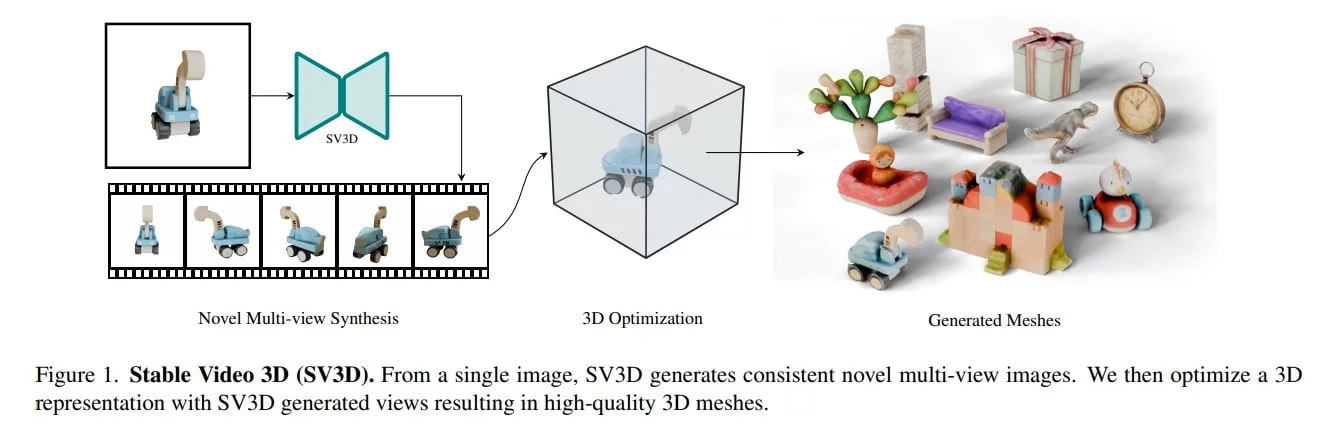 SV3D
Novel Multi-view Synthesis
3D Optimization
Generated Meshes
Figure 1. Stable Video 3D (SV3D). From a single image, SV3D generates consistent novel multi-view images. We then optimize a 3D
representation with SV3D generated views resulting in high-quality 3D meshes.